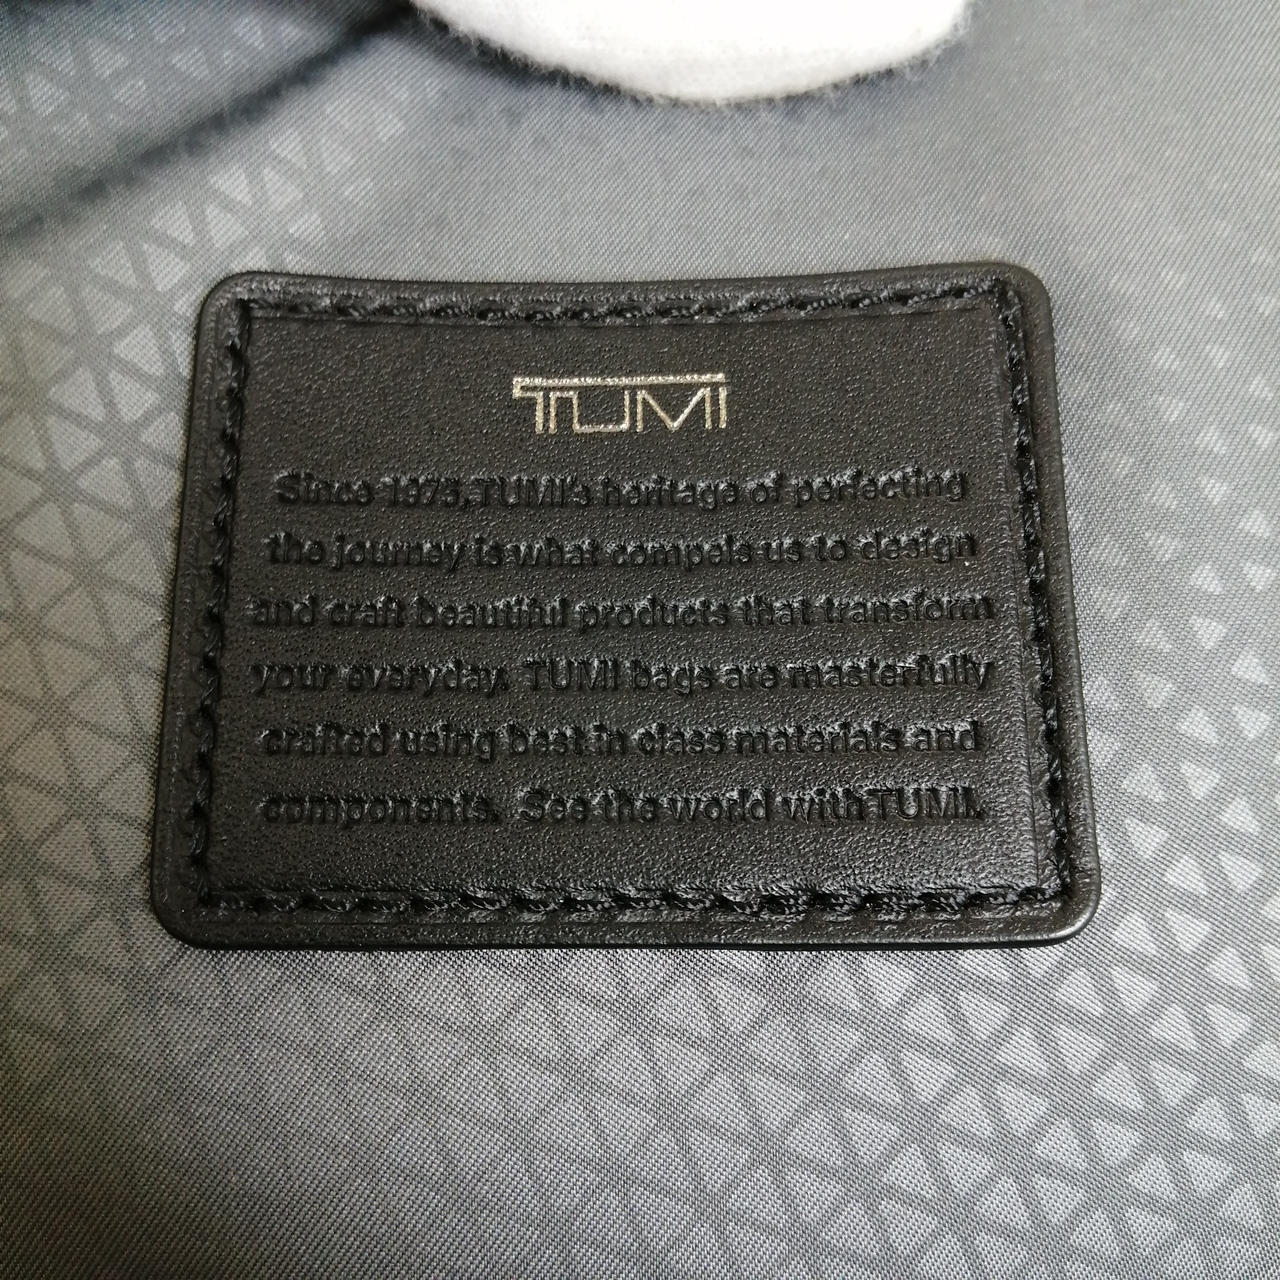 TUMI
Since 1975, TUMI's heritage of perfecting
the journey is what compels us to design
and craft beautiful products that transform
your everyday. TUMI bags are masterfully
crafted using best in class materials and
components. See the world with TUMI.